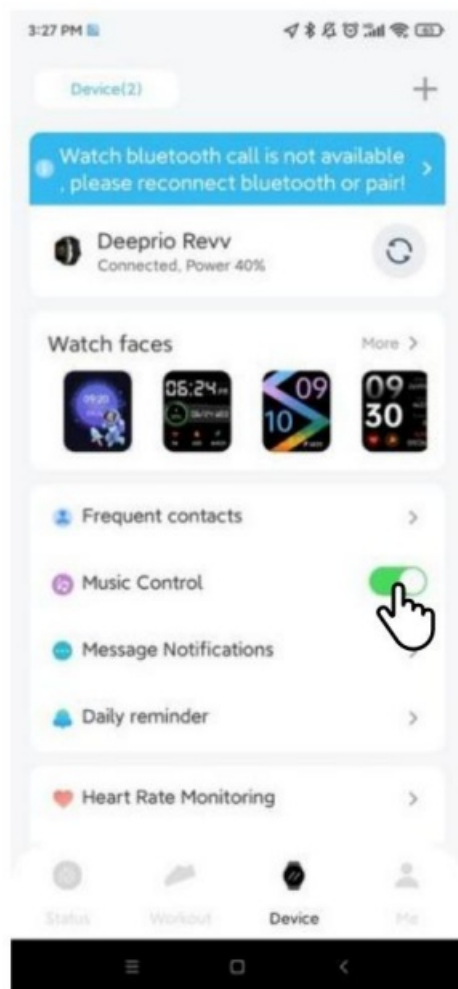 3:27 PM
Device(2)
Watch bluetooth call is not available
, please reconnect bluetooth or pair!
Deeprio Revv
Connected, Power 40%
Watch faces
More >
09:20
06:24
09
10
09
30
Frequent contacts
Music Control
Message Notifications
Daily reminder
Heart Rate Monitoring
Status
Workout
Device
Me